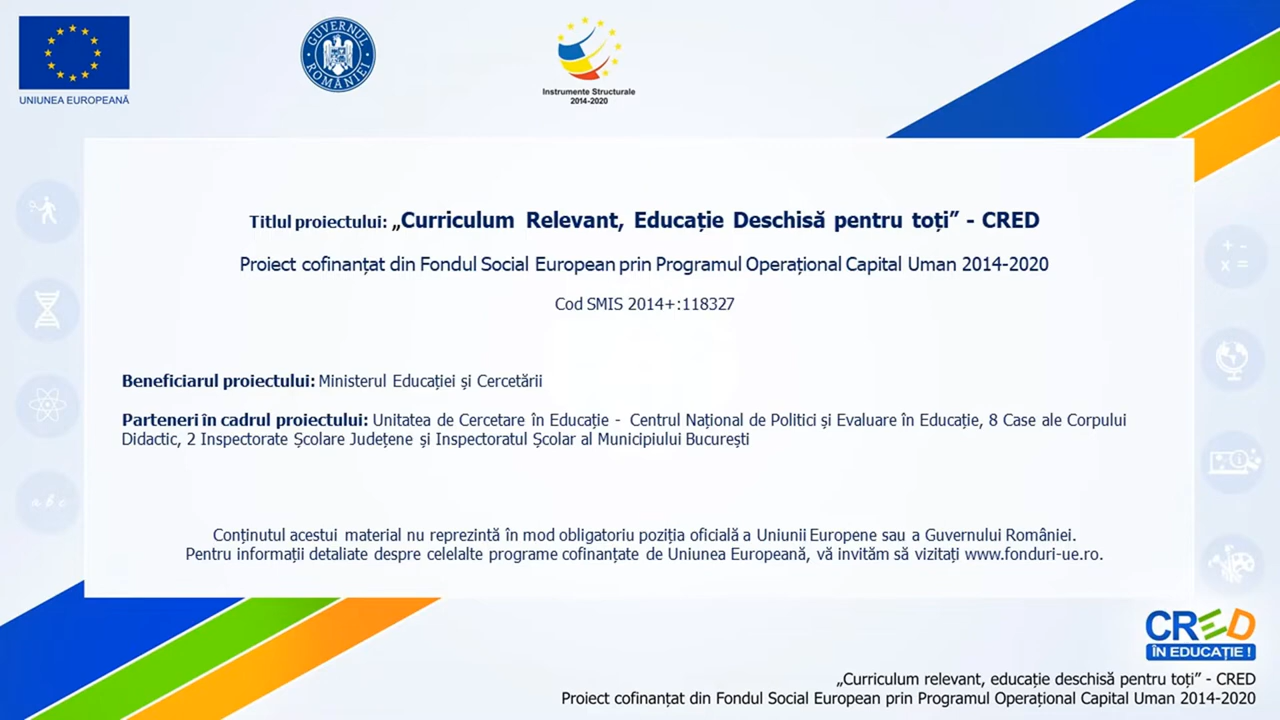 UNIUNEA EUROPEANĂ
GUVERNUL ROMÂNIEI
Instrumente Structurale
2014-2020
Titlul proiectului: „Curriculum Relevant, Educație Deschisă pentru toți” - CRED
Proiect cofinanțat din Fondul Social European prin Programul Operațional Capital Uman 2014-2020
Cod SMIS 2014+:118327
+ -
x =
Beneficiarul proiectului: Ministerul Educației și Cercetării
Parteneri în cadrul proiectului: Unitatea de Cercetare în Educație - Centrul Național de Politici și Evaluare în Educație, 8 Case ale Corpului
Didactic, 2 Inspectorate Școlare Județene și Inspectoratul Școlar al Municipiului București
a b c
Conținutul acestui material nu reprezintă în mod obligatoriu poziția oficială a Uniunii Europene sau a Guvernului României.
Pentru informații detaliate despre celelalte programe cofinanțate de Uniunea Europeană, vă invităm să vizitați www.fonduri-ue.ro.
CRED
ÎN EDUCAȚIE !
„Curriculum relevant, educație deschisă pentru toți” - CRED
Proiect cofinanțat din Fondul Social European prin Programul Operațional Capital Uman 2014-2020